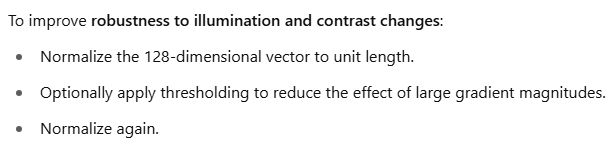 To improve robustness to illumination and contrast changes:
• Normalize the 128-dimensional vector to unit length.
• Optionally apply thresholding to reduce the effect of large gradient magnitudes.
• Normalize again.